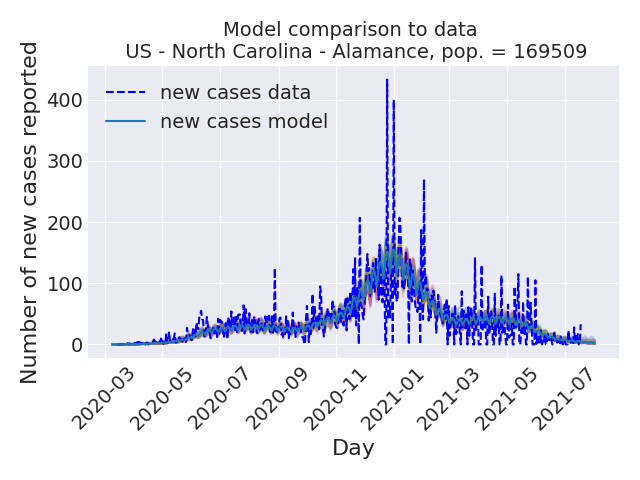 Model comparison to data
US - North Carolina - Alamance, pop. = 169509
Number of new cases reported
400
300
200
100
0
new cases data
new cases model
2020-03
2020-05
2020-07
2020-09
2020-11
2021-01
2021-03
2021-05
2021-07
Day